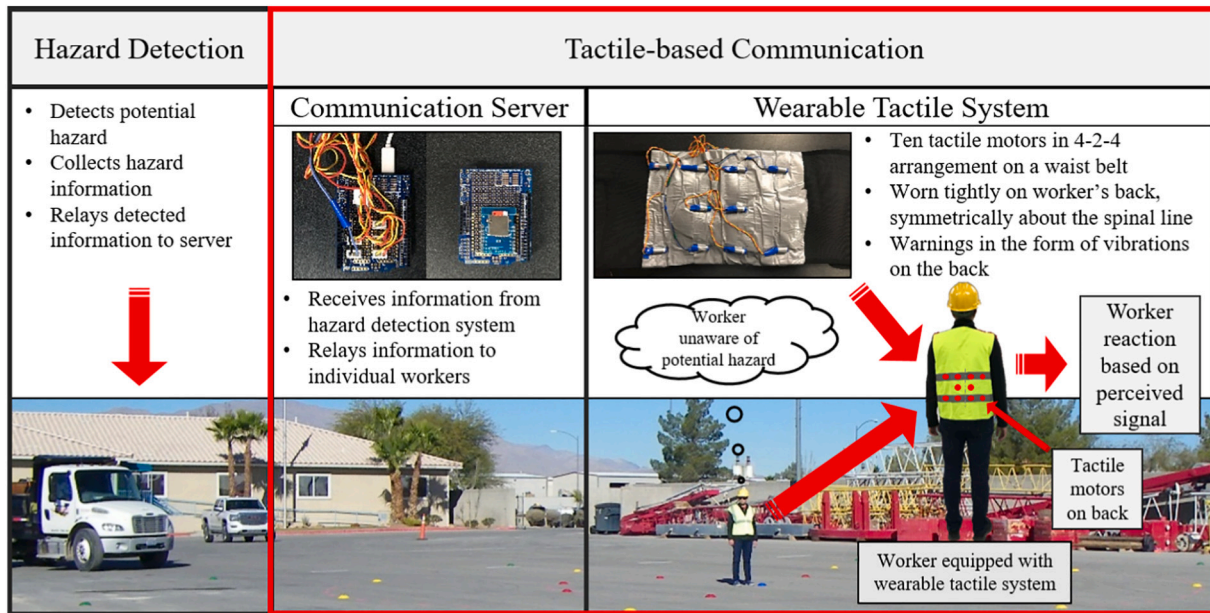 Hazard Detection
Tactile-based Communication
• Detects potential
hazard
• Collects hazard
information
• Relays detected
information to server
Communication Server
• Receives information from
hazard detection system
• Relays information to
individual workers
Wearable Tactile System
• Ten tactile motors in 4-2-4
arrangement on a waist belt
• Worn tightly on worker's back,
symmetrically about the spinal line
• Warnings in the form of vibrations
on the back
Worker
unaware of
potential hazard
Worker
reaction
based on
perceived
signal
Tactile
motors
on back
Worker equipped with
wearable tactile system